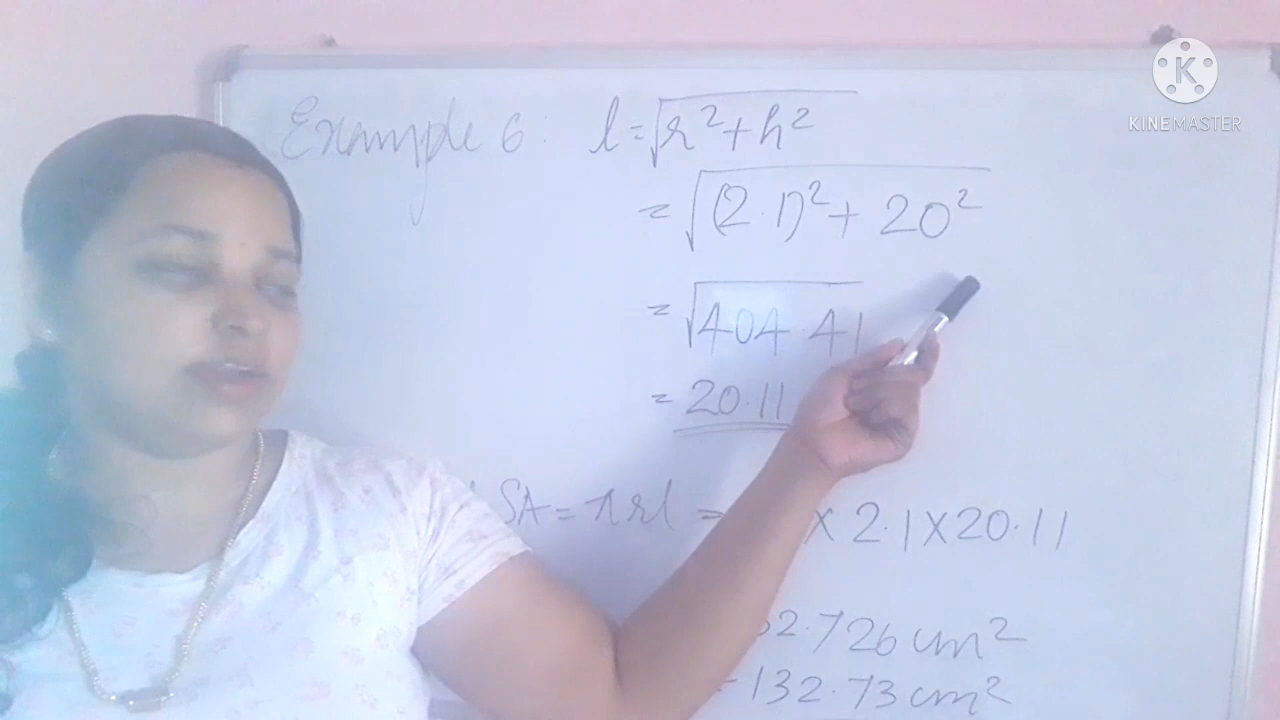 Example 6: l = √r² + h²
= √(2.1)² + 20²
= √404.41
= 20.11
SA = πrl = × 2.1 × 20.11
2.726 cm²
= 132.73 cm²
KINEMASTER